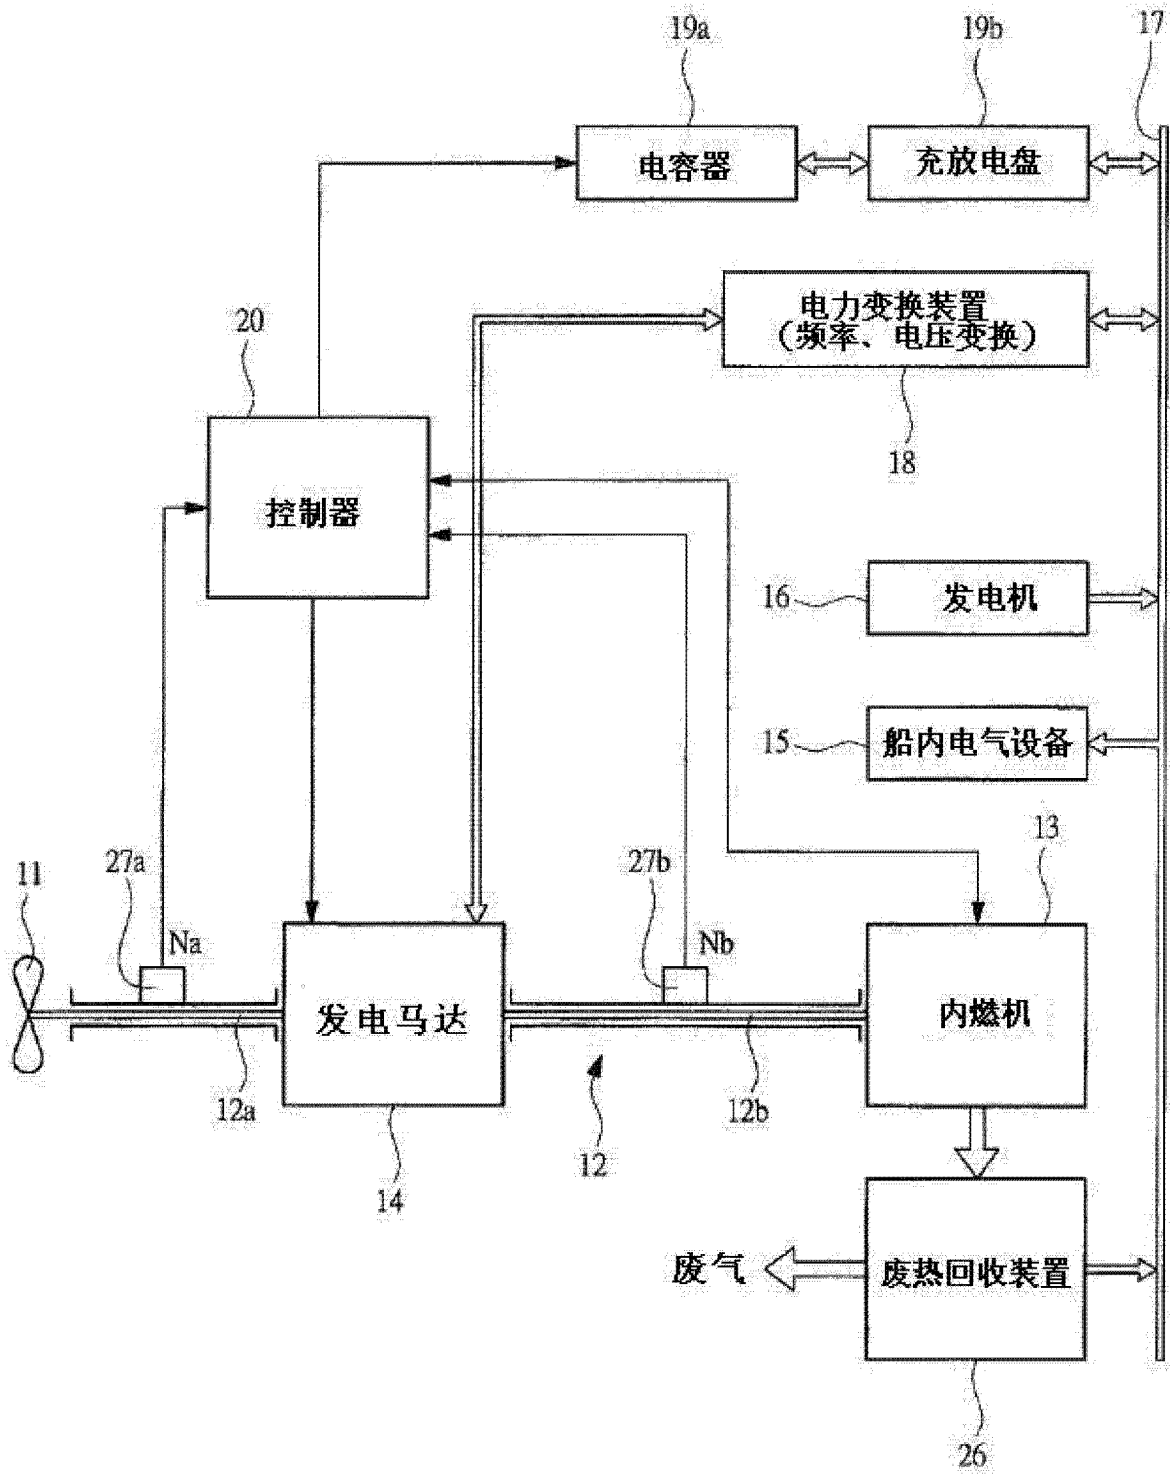 19a
19b
17
电容器
充放电盘
20
电力变换装置
（频率、电压变换）
18
控制器
16
发电机
15
船内电气设备
13
11
27a
27b
Na
Nb
发电马达
内燃机
12a
12b
12
14
废气
废热回收装置
26